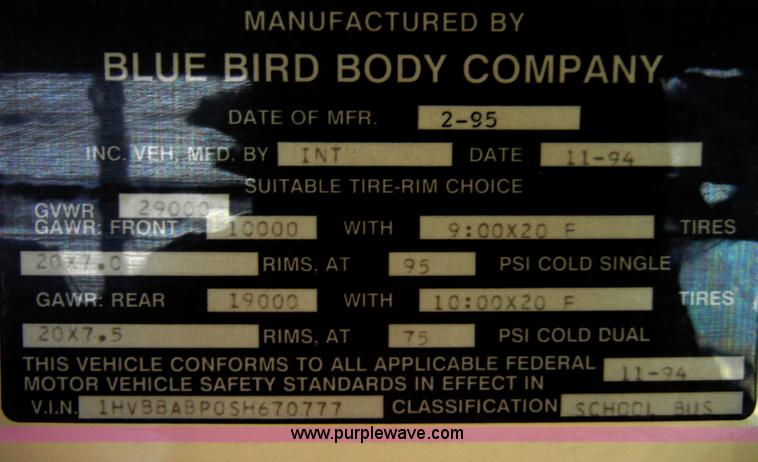 MANUFACTURED BY
BLUE BIRD BODY COMPANY
DATE OF MFR. 2-95
INC. VEH. MFD. BY INT DATE 11-94
SUITABLE TIRE-RIM CHOICE
GVWR 29000
GAWR: FRONT 10000 WITH 9:00X20 F TIRES
20X7.0 RIMS, AT 95 PSI COLD SINGLE
GAWR: REAR 19000 WITH 10:00X20 F TIRES
20X7.5 RIMS, AT 75 PSI COLD DUAL
THIS VEHICLE CONFORMS TO ALL APPLICABLE FEDERAL
MOTOR VEHICLE SAFETY STANDARDS IN EFFECT IN 11-94
V.I.N. 1HVBBABP0SH670777 CLASSIFICATION SCHOOL BUS
www.purplewave.com